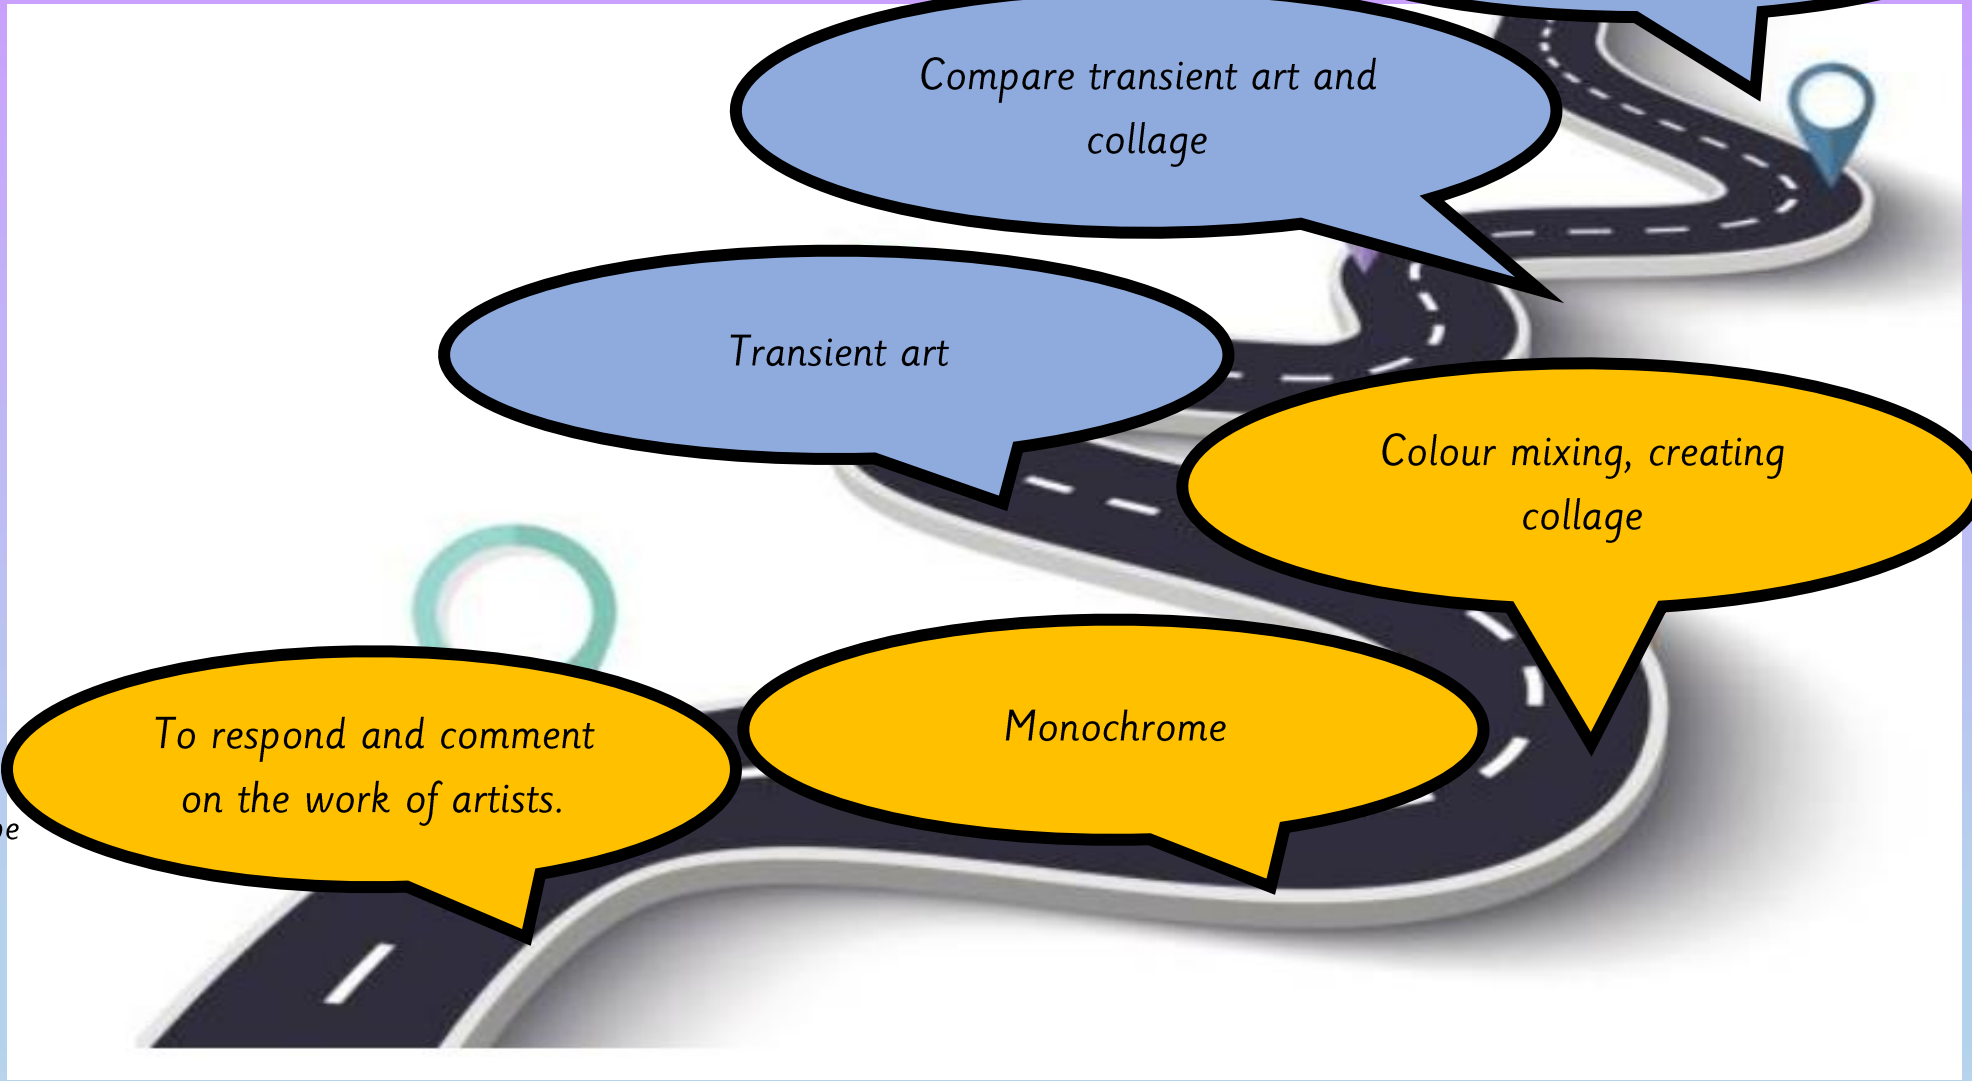 Compare transient art and
collage
Transient art
Colour mixing, creating
collage
Monochrome
To respond and comment
on the work of artists.